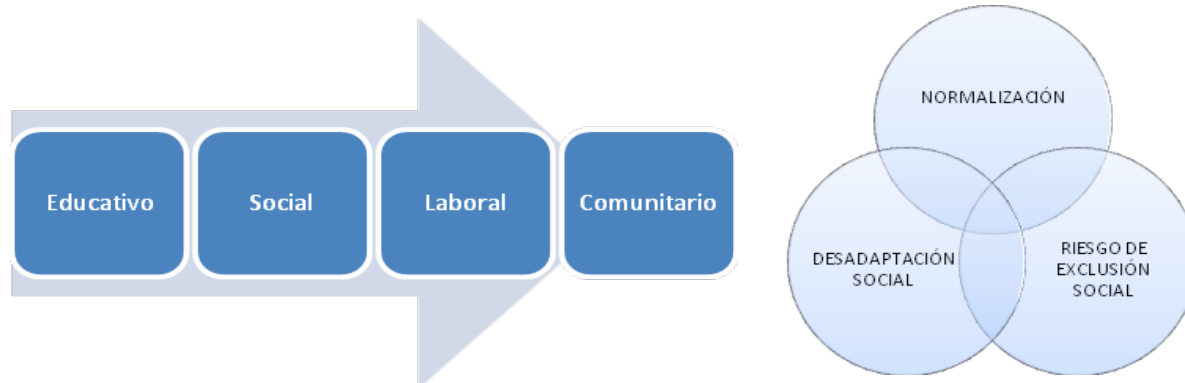 Educativo
Social
Laboral
Comunitario
NORMALIZACIÓN
DESADAPTACIÓN
SOCIAL
RIESGO DE
EXCLUSIÓN
SOCIAL